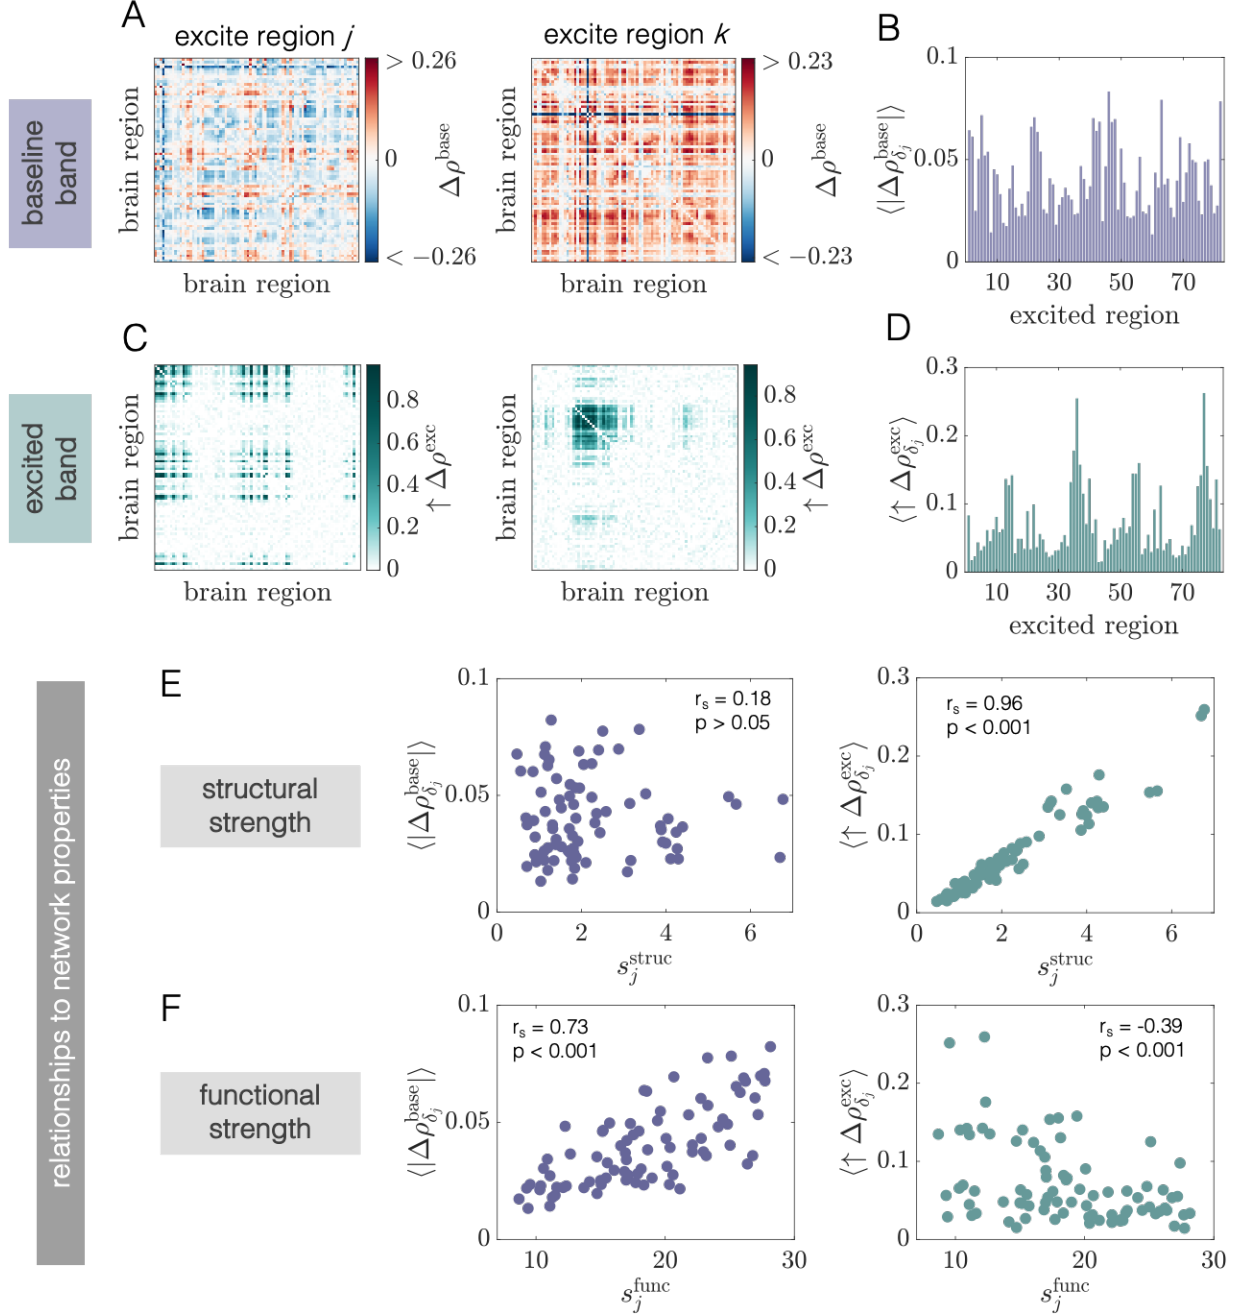 A
excite region j
excite region k
B
baseline
band
brain region
> 0.26
0
< −0.26
Δρ^base
brain region
brain region
> 0.23
0
< −0.23
Δρ^base
brain region
⟨|Δρ^base_δj|⟩
0.1
0.05
0
10 30 50 70
excited region
C
D
excited
band
brain region
0.8
0.6
0.4
0.2
0
↑ Δρ^exc
brain region
brain region
0.8
0.6
0.4
0.2
0
↑ Δρ^exc
brain region
⟨↑ Δρ^exc_δj⟩
0.3
0.2
0.1
0
10 30 50 70
excited region
relationships to network properties
E
structural
strength
⟨|Δρ^base_δj|⟩
0.1
0.05
0
r_s = 0.18
p > 0.05
0 2 4 6
s_j^struc
⟨↑ Δρ^exc_δj⟩
0.3
0.2
0.1
0
r_s = 0.96
p < 0.001
0 2 4 6
s_j^struc
F
functional
strength
⟨|Δρ^base_δj|⟩
0.1
0.05
0
r_s = 0.73
p < 0.001
10 20 30
s_j^func
⟨↑ Δρ^exc_δj⟩
0.3
0.2
0.1
0
r_s = -0.39
p < 0.001
10 20 30
s_j^func